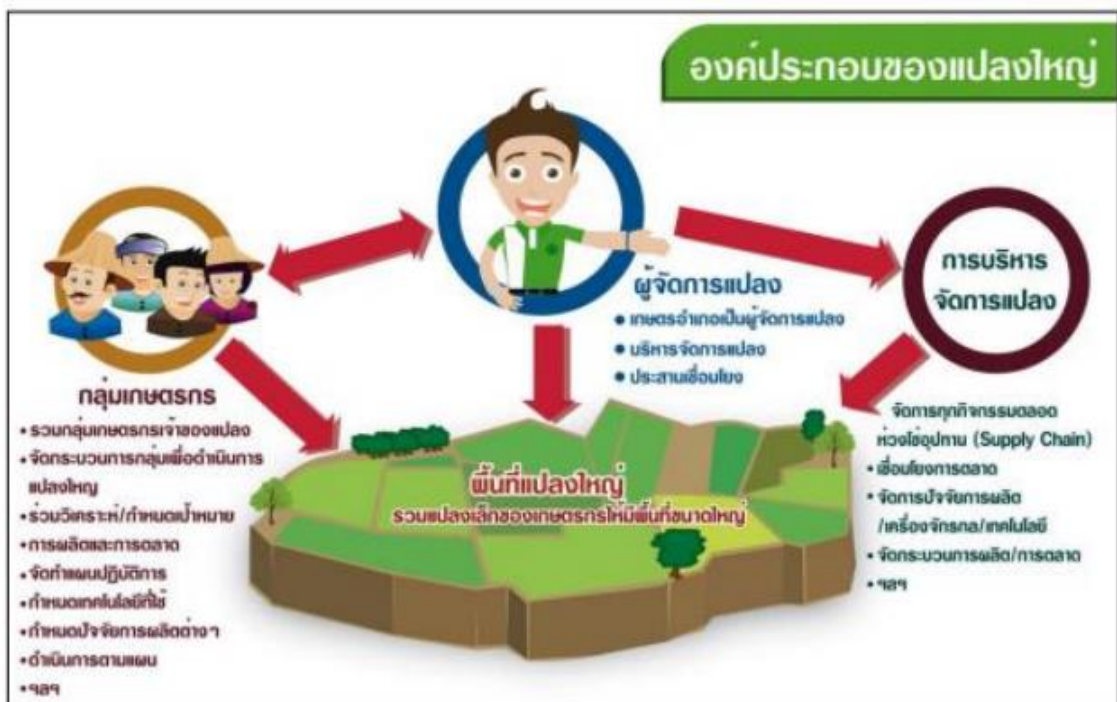 องค์ประกอบของแปลงใหญ่
ผู้จัดการแปลง
• เกษตรอำเภอเป็นผู้จัดการแปลง
• บริหารจัดการแปลง
• ประสานเชื่อมโยง
การบริหาร
จัดการแปลง
กลุ่มเกษตรกร
• รวมกลุ่มเกษตรกรเจ้าของแปลง
• จัดกระบวนการกลุ่มเพื่อดำเนินการ
แปลงใหญ่
• ร่วมวิเคราะห์/กำหนดเป้าหมาย
• การผลิตและการตลาด
• จัดทำแผนปฏิบัติการ
• กำหนดเทคโนโลยีที่ใช้
• กำหนดปัจจัยการผลิตต่างๆ
• ดำเนินการตามแผน
• ฯลฯ
พื้นที่แปลงใหญ่
รวมแปลงเล็กของเกษตรกรให้มีพื้นที่ขนาดใหญ่
จัดการทุกกิจกรรมตลอด
ห่วงโซ่อุปทาน (Supply Chain)
• เชื่อมโยงการตลาด
• จัดการปัจจัยการผลิต
/เครื่องจักรกล/เทคโนโลยี
• จัดกระบวนการผลิต/การตลาด
• ฯลฯ